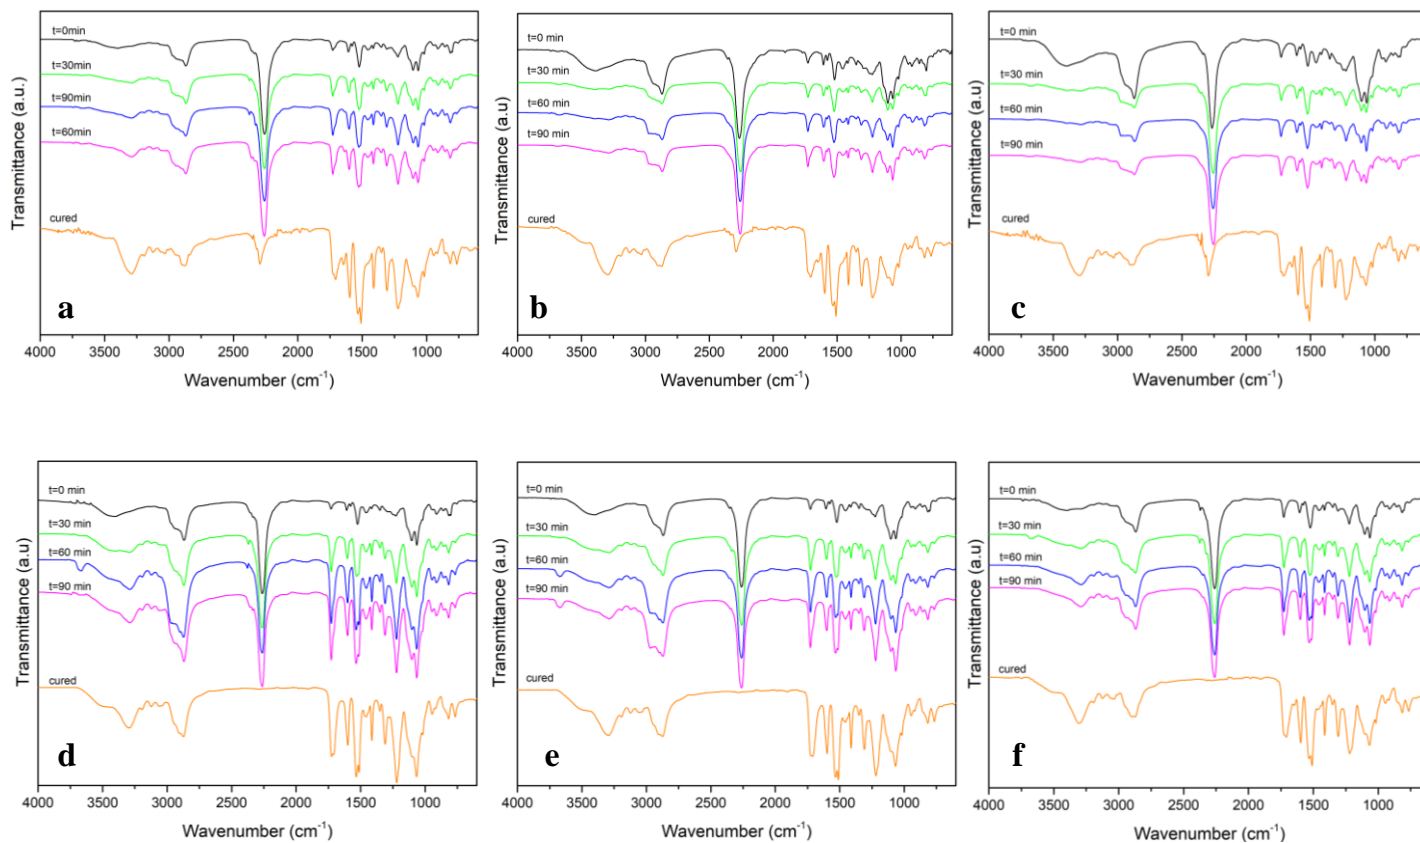 t=0min
t=30min
t=90min
t=60min
cured
a
Transmittance (a.u.)
4000 3500 3000 2500 2000 1500 1000
Wavenumber (cm⁻¹)
t=0 min
t=30 min
t=60 min
t=90 min
cured
b
Transmittance (a.u.)
4000 3500 3000 2500 2000 1500 1000
Wavenumber (cm⁻¹)
t=0 min
t=30 min
t=60 min
t=90 min
cured
c
Transmittance (a.u)
4000 3500 3000 2500 2000 1500 1000
Wavenumber (cm⁻¹)
t=0 min
t=30 min
t=60 min
t=90 min
cured
d
Transmittance (a.u)
4000 3500 3000 2500 2000 1500 1000
Wavenumber (cm⁻¹)
t=0 min
t=30min
t=60 min
t=90 min
cured
e
Transmittance (a.u)
4000 3500 3000 2500 2000 1500 1000
Wavenumber (cm⁻¹)
t=0 min
t=30 min
t=60 min
t=90 min
cured
f
Transmittance (a.u)
4000 3500 3000 2500 2000 1500 1000
Wavenumber (cm⁻¹)